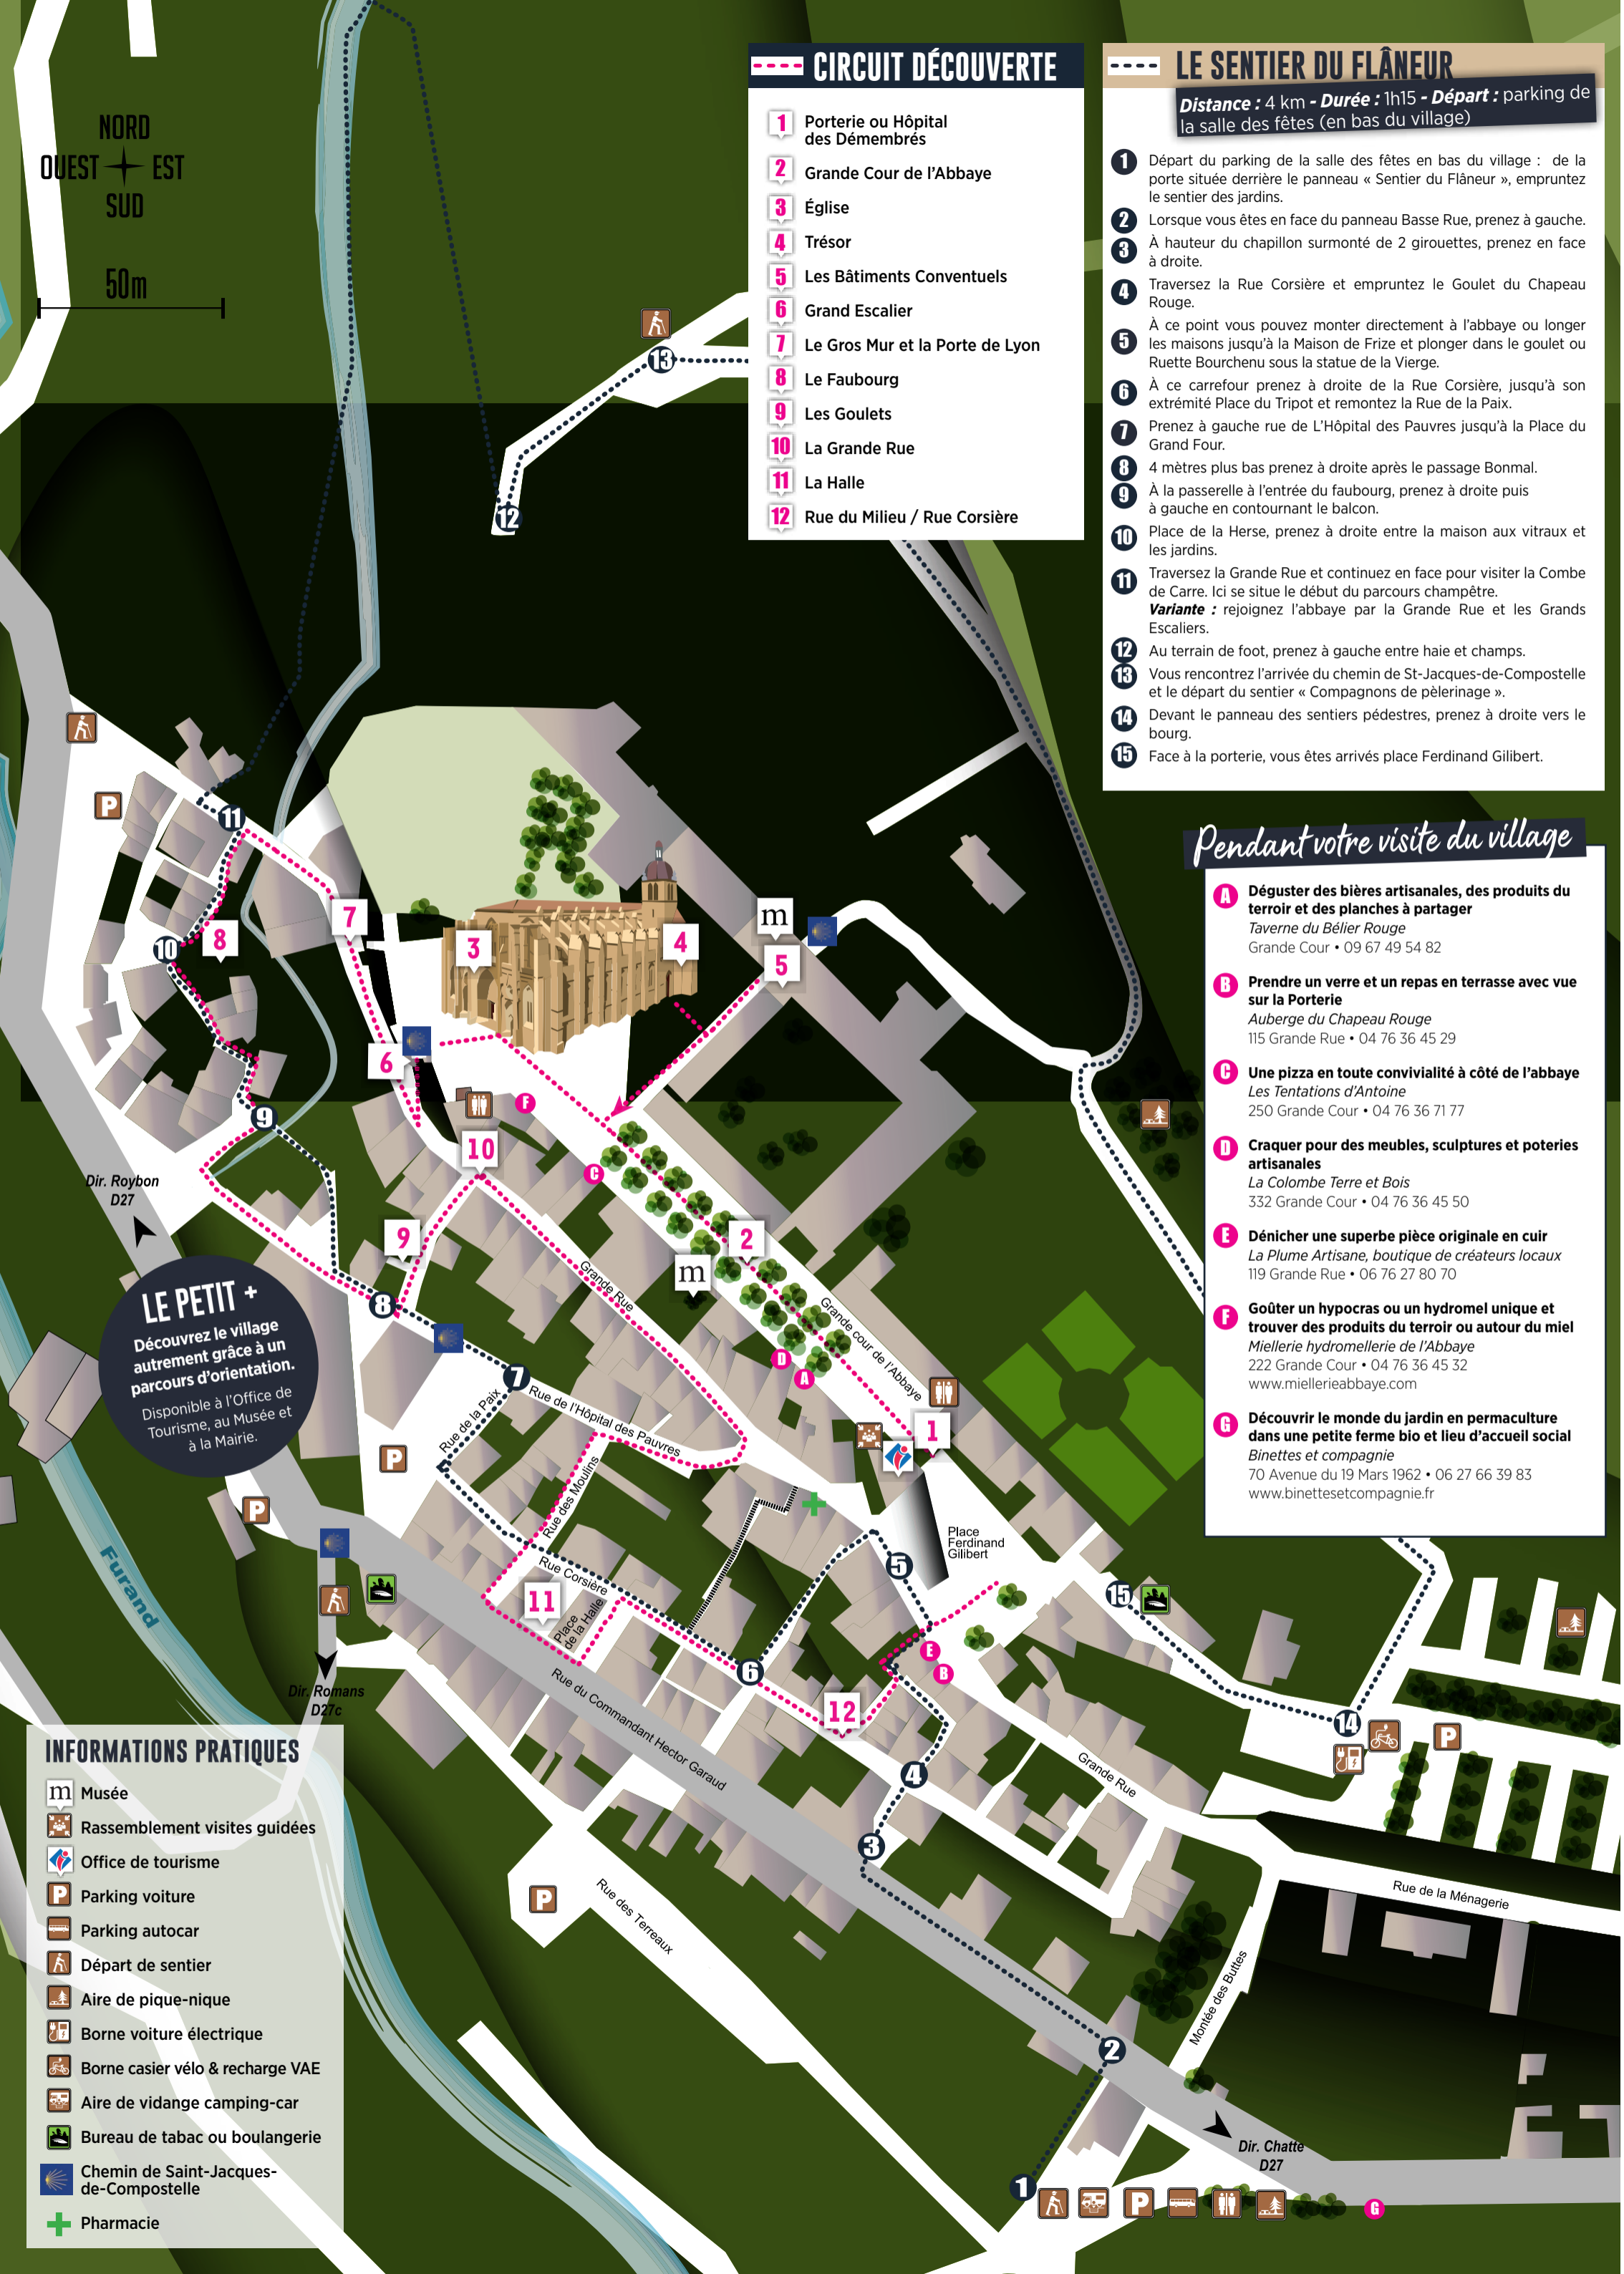 NORD
OUEST EST
SUD
50m
CIRCUIT DÉCOUVERTE
1 Porterie ou Hôpital
des Démembrés
2 Grande Cour de l'Abbaye
3 Église
4 Trésor
5 Les Bâtiments Conventuels
6 Grand Escalier
7 Le Gros Mur et la Porte de Lyon
8 Le Faubourg
9 Les Goulets
10 La Grande Rue
11 La Halle
12 Rue du Milieu / Rue Corsière
LE SENTIER DU FLÂNEUR
Distance : 4 km - Durée : 1h15 - Départ : parking de
la salle des fêtes (en bas du village)
1 Départ du parking de la salle des fêtes en bas du village : de la
porte située derrière le panneau « Sentier du Flâneur », empruntez
le sentier des jardins.
2 Lorsque vous êtes en face du panneau Basse Rue, prenez à gauche.
3 À hauteur du chapillon surmonté de 2 girouettes, prenez en face
à droite.
4 Traversez la Rue Corsière et empruntez le Goulet du Chapeau
Rouge.
5 À ce point vous pouvez monter directement à l'abbaye ou longer
les maisons jusqu'à la Maison de Frize et plonger dans le goulet ou
Ruette Bourchenu sous la statue de la Vierge.
6 À ce carrefour prenez à droite de la Rue Corsière, jusqu'à son
extrémité Place du Tripot et remontez la Rue de la Paix.
7 Prenez à gauche rue de L'Hôpital des Pauvres jusqu'à la Place du
Grand Four.
8 4 mètres plus bas prenez à droite après le passage Bonmal.
9 À la passerelle à l'entrée du faubourg, prenez à droite puis
à gauche en contournant le balcon.
10 Place de la Herse, prenez à droite entre la maison aux vitraux et
les jardins.
11 Traversez la Grande Rue et continuez en face pour visiter la Combe
de Carre. Ici se situe le début du parcours champêtre.
Variante : rejoignez l'abbaye par la Grande Rue et les Grands
Escaliers.
12 Au terrain de foot, prenez à gauche entre haie et champs.
13 Vous rencontrez l'arrivée du chemin de St-Jacques-de-Compostelle
et le départ du sentier « Compagnons de pèlerinage ».
14 Devant le panneau des sentiers pédestres, prenez à droite vers le
bourg.
15 Face à la porterie, vous êtes arrivés place Ferdinand Gilibert.
Pendant votre visite du village
A Déguster des bières artisanales, des produits du
terroir et des planches à partager
Taverne du Bélier Rouge
Grande Cour • 09 67 49 54 82
B Prendre un verre et un repas en terrasse avec vue
sur la Porterie
Auberge du Chapeau Rouge
115 Grande Rue • 04 76 36 45 29
C Une pizza en toute convivialité à côté de l'abbaye
Les Tentations d'Antoine
250 Grande Cour • 04 76 36 71 77
D Craquer pour des meubles, sculptures et poteries
artisanales
La Colombe Terre et Bois
332 Grande Cour • 04 76 36 45 50
E Dénicher une superbe pièce originale en cuir
La Plume Artisane, boutique de créateurs locaux
119 Grande Rue • 06 76 27 80 70
F Goûter un hypocras ou un hydromel unique et
trouver des produits du terroir ou autour du miel
Miellerie hydromellerie de l'Abbaye
222 Grande Cour • 04 76 36 45 32
www.miellerieabbaye.com
G Découvrir le monde du jardin en permaculture
dans une petite ferme bio et lieu d'accueil social
Binettes et compagnie
70 Avenue du 19 Mars 1962 • 06 27 66 39 83
www.binettesetcompagnie.fr
13
12
P
11
7
8
10
3
4
m
5
6
F
9
10
C
Dir. Roybon
D27
9
2
m
Grande Rue
Grande cour de l'Abbaye
8
D
A
7
Rue de la Paix
Rue de l'Hôpital des Pauvres
1
P
Rue des Moulins
P
Place
Ferdinand
Gilibert
5
Furand
Rue Corsière
11
Place
de la Halle
15
E
B
6
12
14
P
Dir. Romans
D27c
Rue du Commandant Hector Garaud
4
Grande Rue
3
P
Rue des Terreaux
Rue de la Ménagerie
Montée des Buttes
2
Dir. Chatte
D27
1
P
G
LE PETIT +
Découvrez le village
autrement grâce à un
parcours d'orientation.
Disponible à l'Office de
Tourisme, au Musée et
à la Mairie.
INFORMATIONS PRATIQUES
m Musée
Rassemblement visites guidées
Office de tourisme
P Parking voiture
Parking autocar
Départ de sentier
Aire de pique-nique
Borne voiture électrique
Borne casier vélo & recharge VAE
Aire de vidange camping-car
Bureau de tabac ou boulangerie
Chemin de Saint-Jacques-
de-Compostelle
Pharmacie